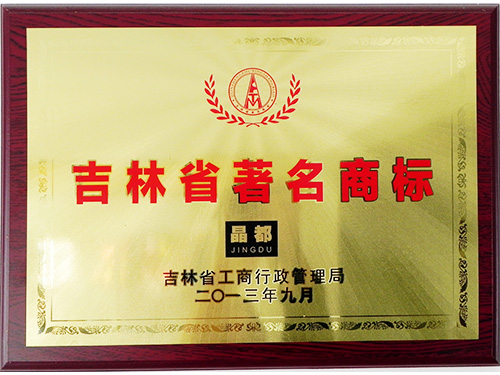 吉林省著名商标
晶都
JINGDU
吉林省工商行政管理局
二〇一三年九月